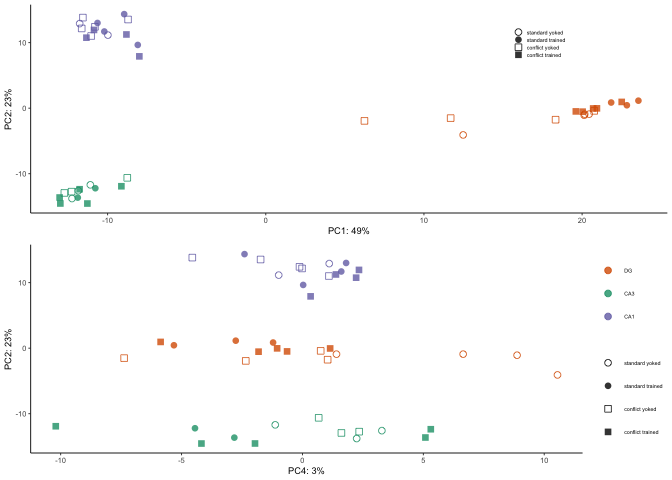 10
0
-10
PC2: 23%
-10
0
10
20
PC1: 49%
standard yoked
standard trained
conflict yoked
conflict trained
10
0
-10
PC2: 23%
-10
-5
0
5
10
PC4: 3%
DG
CA3
CA1
standard yoked
standard trained
conflict yoked
conflict trained